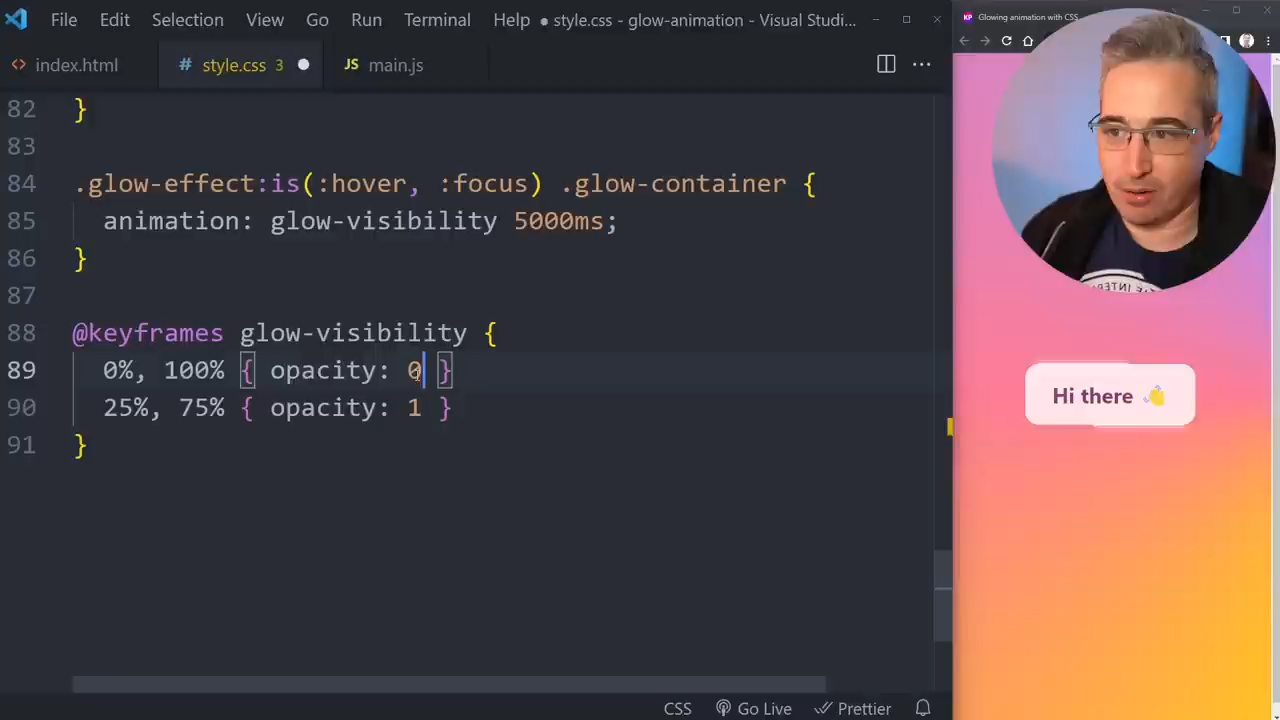 File Edit Selection View Go Run Terminal Help ● style.css - glow-animation - Visual Studi...
index.html style.css 3 main.js
82 }
83
84 .glow-effect:is(:hover, :focus) .glow-container {
85 animation: glow-visibility 5000ms;
86 }
87
88 @keyframes glow-visibility {
89 0%, 100% { opacity: 0 }
90 25%, 75% { opacity: 1 }
91 }
CSS Go Live Prettier
KP Glowing animation with CSS
Hi there 👋